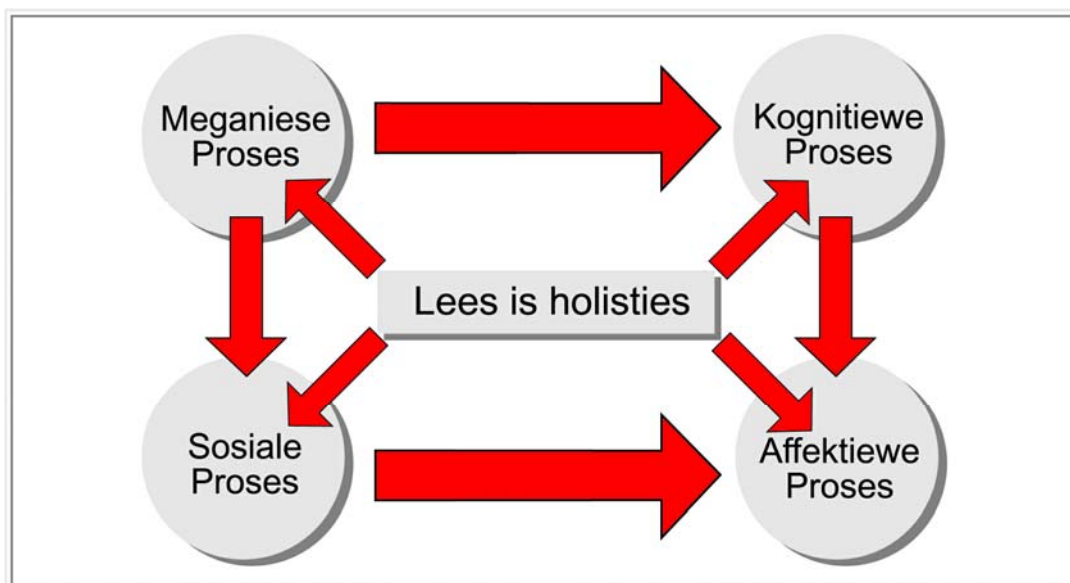 Meganiese
Proses
Kognitiewe
Proses
Lees is holisties
Sosiale
Proses
Affektiewe
Proses